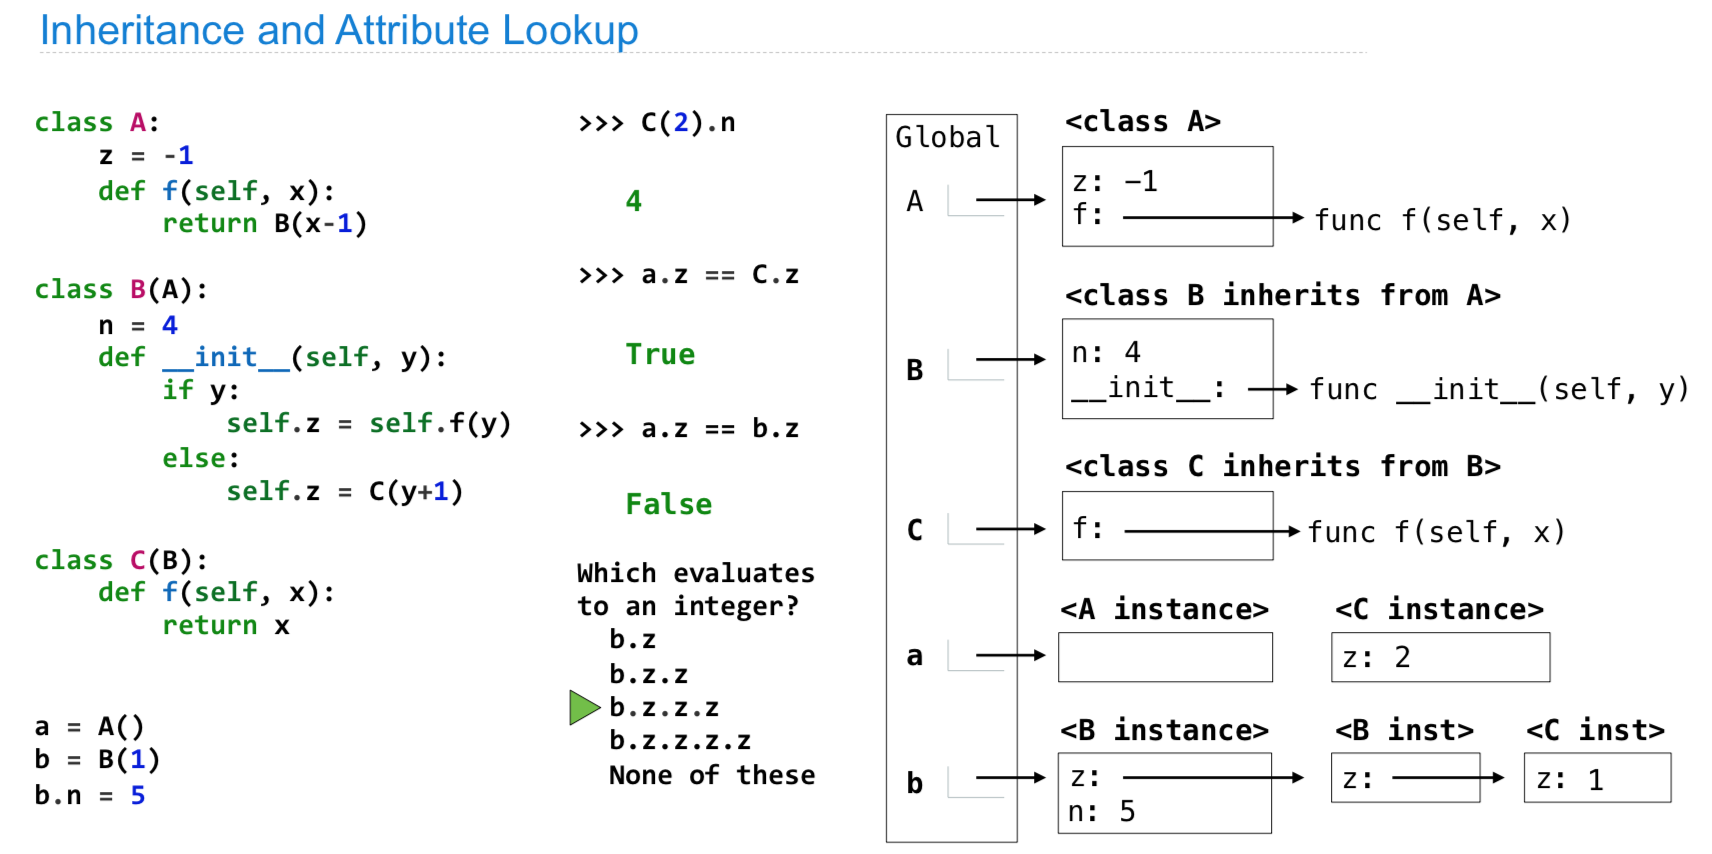 Inheritance and Attribute Lookup
class A:
    z = -1
    def f(self, x):
        return B(x-1)
class B(A):
    n = 4
    def __init__(self, y):
        if y:
            self.z = self.f(y)
        else:
            self.z = C(y+1)
class C(B):
    def f(self, x):
        return x
a = A()
b = B(1)
b.n = 5
>>> C(2).n
4
>>> a.z == C.z
True
>>> a.z == b.z
False
Which evaluates
to an integer?
b.z
b.z.z
b.z.z.z
b.z.z.z.z
None of these
Global
A
B
C
a
b
<class A>
z: −1
f:
func f(self, x)
<class B inherits from A>
n: 4
__init__:
func __init__(self, y)
<class C inherits from B>
f:
func f(self, x)
<A instance>
<C instance>
z: 2
<B instance>
z:
n: 5
<B inst>
z:
<C inst>
z: 1